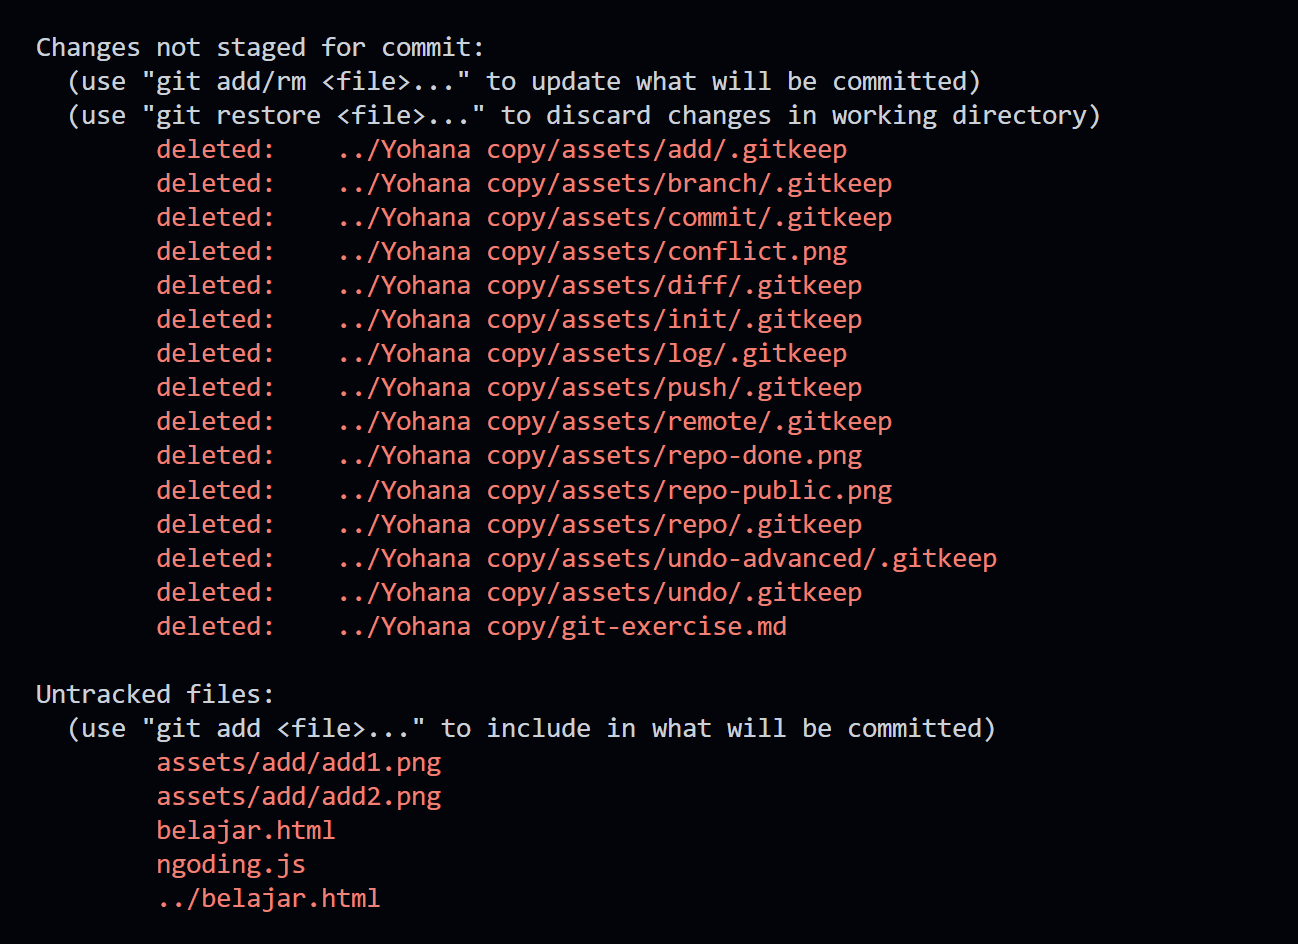 Changes not staged for commit:
  (use "git add/rm <file>..." to update what will be committed)
  (use "git restore <file>..." to discard changes in working directory)
        deleted:    ../Yohana copy/assets/add/.gitkeep
        deleted:    ../Yohana copy/assets/branch/.gitkeep
        deleted:    ../Yohana copy/assets/commit/.gitkeep
        deleted:    ../Yohana copy/assets/conflict.png
        deleted:    ../Yohana copy/assets/diff/.gitkeep
        deleted:    ../Yohana copy/assets/init/.gitkeep
        deleted:    ../Yohana copy/assets/log/.gitkeep
        deleted:    ../Yohana copy/assets/push/.gitkeep
        deleted:    ../Yohana copy/assets/remote/.gitkeep
        deleted:    ../Yohana copy/assets/repo-done.png
        deleted:    ../Yohana copy/assets/repo-public.png
        deleted:    ../Yohana copy/assets/repo/.gitkeep
        deleted:    ../Yohana copy/assets/undo-advanced/.gitkeep
        deleted:    ../Yohana copy/assets/undo/.gitkeep
        deleted:    ../Yohana copy/git-exercise.md

Untracked files:
  (use "git add <file>..." to include in what will be committed)
        assets/add/add1.png
        assets/add/add2.png
        belajar.html
        ngoding.js
        ../belajar.html